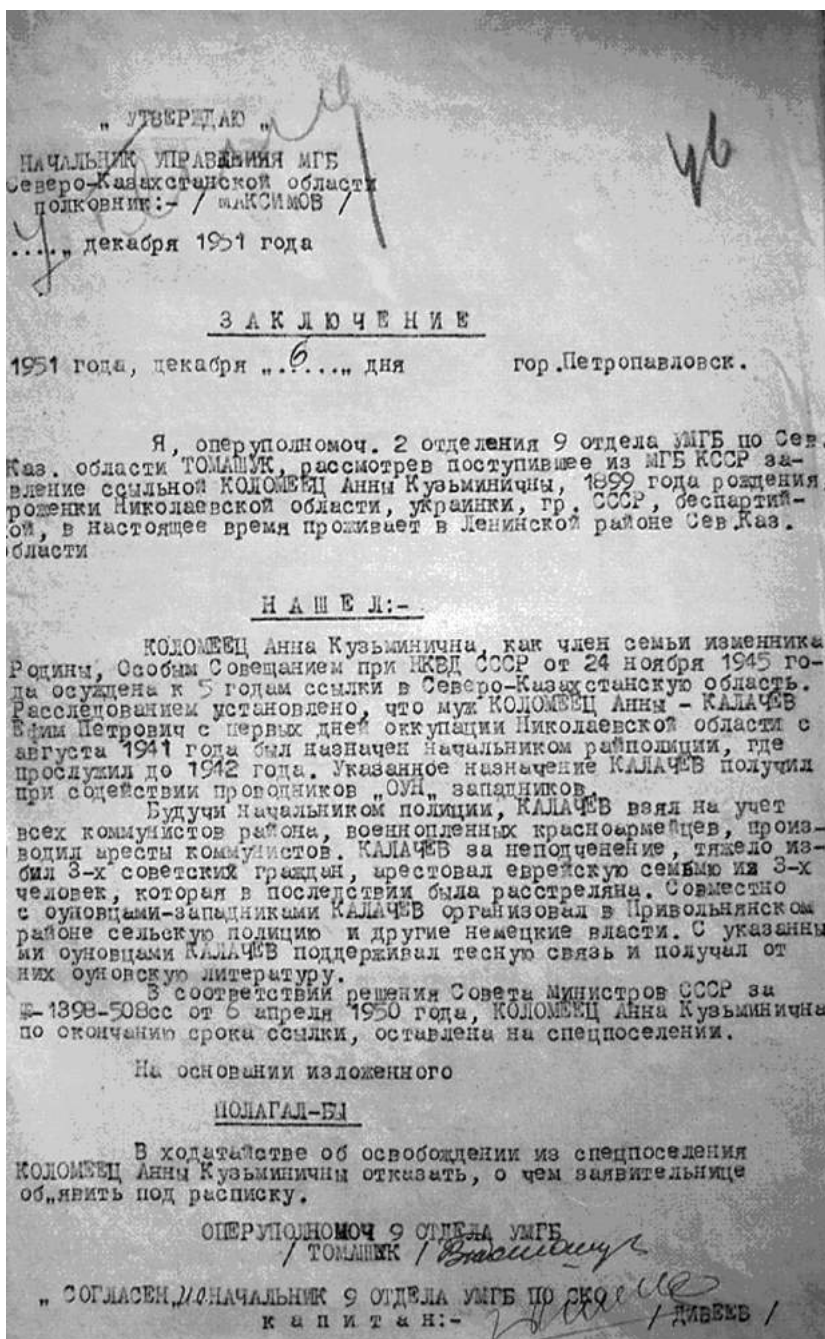 „ УТВЕРЖДАЮ „
НАЧАЛЬНИК УПРАВЛЕНИЯ МГБ
Северо-Казахстанской области
полковник:- / МАКСИМОВ /
..... „ декабря 1951 года
46
ЗАКЛЮЧЕНИЕ
1951 года, декабря „..6...„ дня гор.Петропавловск.
Я, оперуполномоч. 2 отделения 9 отдела УМГБ по Сев.
Каз. области ТОМАЩУК, рассмотрев поступившее из МГБ КССР за-
вление ссыльной КОЛОМЕЕЦ Анны Кузьминичны, 1899 года рождения,
роженки Николаевской области, украинки, гр. СССР, беспартий-
ой, в настоящее время проживает в Ленинской районе Сев.Каз.
бласти
НАШЕЛ:-
КОЛОМЕЕЦ Анна Кузьминична, как член семьи изменника
Родины, Особым Совещанием при НКВД СССР от 24 ноября 1945 го-
да осуждена к 5 годам ссылки в Северо-Казахстанскую область.
Расследованием установлено, что муж КОЛОМЕЕЦ Анны - КАЛАЧЕВ
Ефим Петрович с первых дней оккупации Николаевской области с
августа 1941 года был назначен начальником райполиции, где
прослужил до 1942 года. Указанное назначение КАЛАЧЕВ получил
при содействии проводников „ОУН„ западников.
Будучи начальником полиции, КАЛАЧЕВ взял на учет
всех коммунистов района, военнопленных красноармейцев, произ-
водил аресты коммунистов. КАЛАЧЕВ за неподченение, тяжело из-
бил 3-х советский граждан, арестовал еврейскую семью из 3-х
человек, которая в последствии была расстреляна. Совместно
с оуновцами-западниками КАЛАЧЕВ организовал в Привольнянском
районе сельскую полицию и другие немецкие власти. С указанны
ми оуновцами КАЛАЧЕВ поддерживал тесную связь и получал от
них оуновскую литературу.
В соответствии решения Совета Министров СССР за
№-1398-508сс от 6 апреля 1950 года, КОЛОМЕЕЦ Анна Кузьминична
по окончанию срока ссылки, оставлена на спецпоселении.
На основании изложенного
ПОЛАГАЛ-БЫ
В ходатайстве об освобождении из спецпоселения
КОЛОМЕЕЦ Анны Кузьминичны отказать, о чем заявительнице
об„явить под расписку.
ОПЕРУПОЛНОМОЧ 9 ОТДЕЛА УМГБ
/ ТОМАЩУК /
„ СОГЛАСЕН„ НАЧАЛЬНИК 9 ОТДЕЛА УМГБ ПО СКО
капитан:- / ДИВЕЕВ /